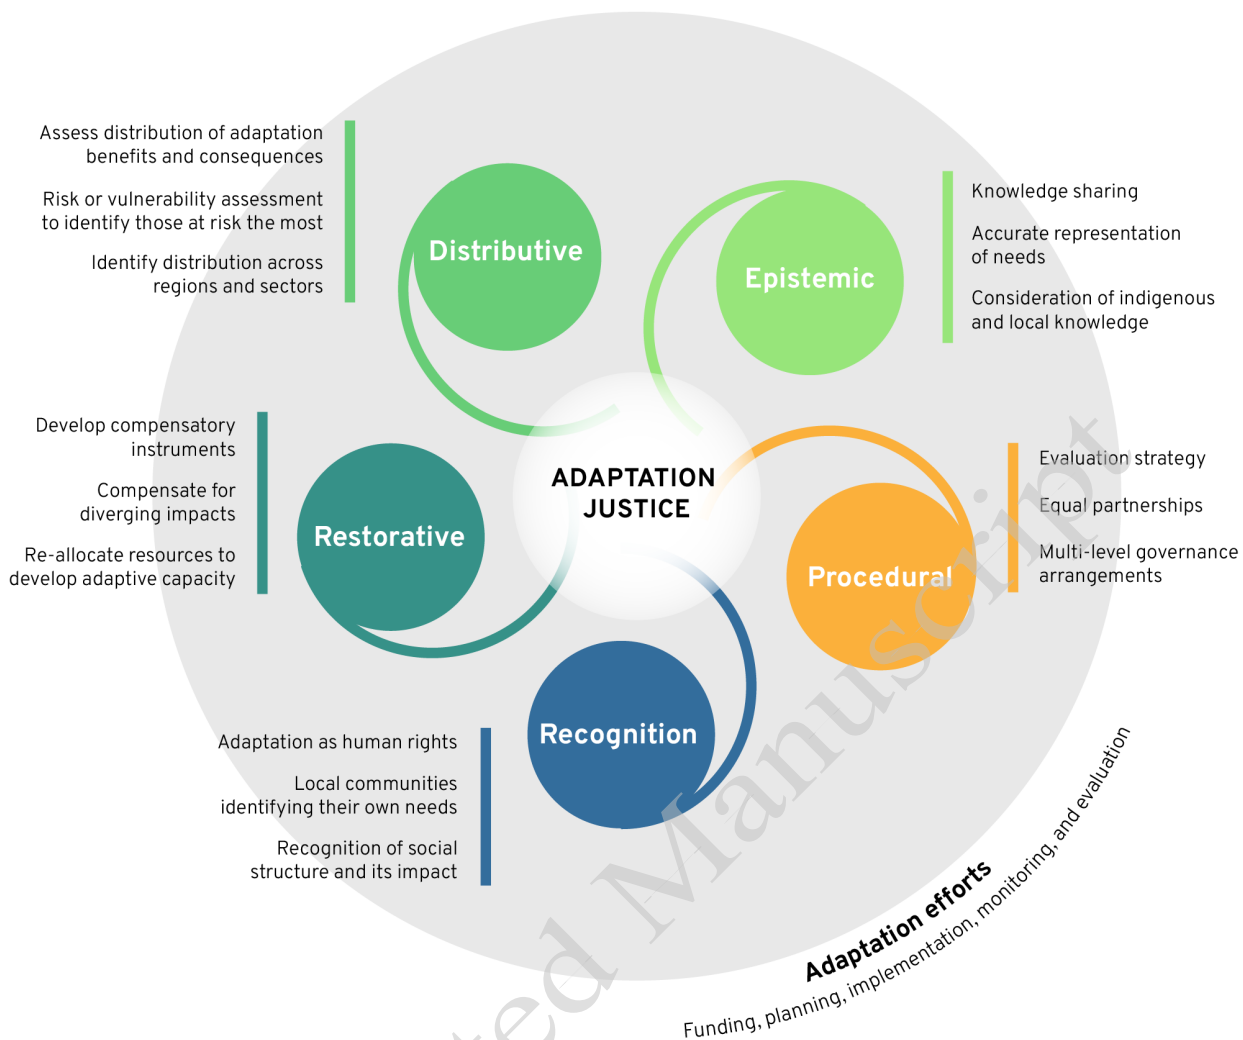 Assess distribution of adaptation
benefits and consequences
Risk or vulnerability assessment
to identify those at risk the most
Identify distribution across
regions and sectors
Distributive
Epistemic
Knowledge sharing
Accurate representation
of needs
Consideration of indigenous
and local knowledge
Develop compensatory
instruments
Compensate for
diverging impacts
Re-allocate resources to
develop adaptive capacity
Restorative
ADAPTATION
JUSTICE
Procedural
Evaluation strategy
Equal partnerships
Multi-level governance
arrangements
Adaptation as human rights
Local communities
identifying their own needs
Recognition of social
structure and its impact
Recognition
Adaptation efforts
Funding, planning, implementation, monitoring, and evaluation
ted Manuscript